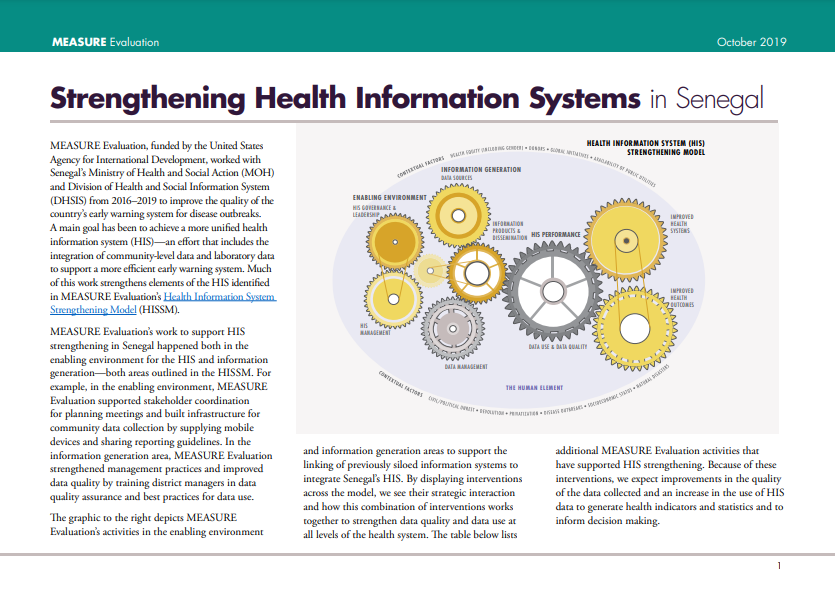 MEASURE Evaluation
October 2019
Strengthening Health Information Systems in Senegal
MEASURE Evaluation, funded by the United States
Agency for International Development, worked with
Senegal's Ministry of Health and Social Action (MOH)
and Division of Health and Social Information System
(DHSIS) from 2016–2019 to improve the quality of the
country's early warning system for disease outbreaks.
A main goal has been to achieve a more unified health
information system (HIS)—an effort that includes the
integration of community-level data and laboratory data
to support a more efficient early warning system. Much
of this work strengthens elements of the HIS identified
in MEASURE Evaluation's Health Information System
Strengthening Model (HISSM).
MEASURE Evaluation's work to support HIS
strengthening in Senegal happened both in the
enabling environment for the HIS and information
generation—both areas outlined in the HISSM. For
example, in the enabling environment, MEASURE
Evaluation supported stakeholder coordination
for planning meetings and built infrastructure for
community data collection by supplying mobile
devices and sharing reporting guidelines. In the
information generation area, MEASURE Evaluation
strengthened management practices and improved
data quality by training district managers in data
quality assurance and best practices for data use.
The graphic to the right depicts MEASURE
Evaluation's activities in the enabling environment
HEALTH INFORMATION SYSTEM (HIS)
STRENGTHENING MODEL
CONTEXTUAL FACTORS HEALTH EQUITY (INCLUDING GENDER) • DONORS • GLOBAL INITIATIVES • AVAILABILITY OF PUBLIC UTILITIES
INFORMATION GENERATION
DATA SOURCES
ENABLING ENVIRONMENT
HIS GOVERNANCE &
LEADERSHIP
INFORMATION
PRODUCTS &
DISSEMINATION
HIS PERFORMANCE
IMPROVED
HEALTH
SYSTEMS
IMPROVED
HEALTH
OUTCOMES
HIS
MANAGEMENT
DATA USE & DATA QUALITY
DATA MANAGEMENT
THE HUMAN ELEMENT
CONTEXTUAL FACTORS CIVIL/POLITICAL UNREST • DEVOLUTION • PRIVATIZATION • DISEASE OUTBREAKS • SOCIOECONOMIC STATUS • NATURAL DISASTERS
and information generation areas to support the
linking of previously siloed information systems to
integrate Senegal's HIS. By displaying interventions
across the model, we see their strategic interaction
and how this combination of interventions works
together to strengthen data quality and data use at
all levels of the health system. The table below lists
additional MEASURE Evaluation activities that
have supported HIS strengthening. Because of these
interventions, we expect improvements in the quality
of the data collected and an increase in the use of HIS
data to generate health indicators and statistics and to
inform decision making.
1